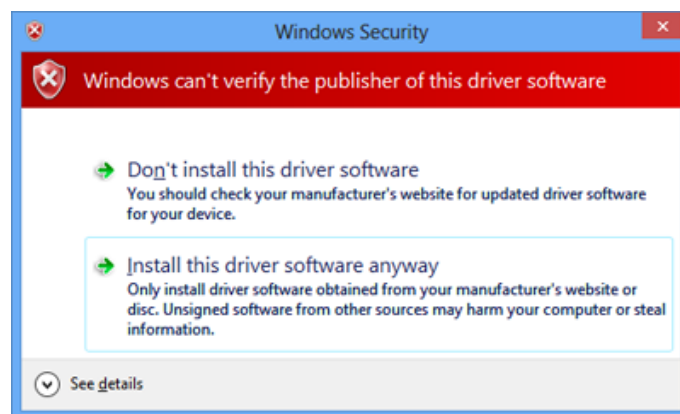 Windows Security
Windows can't verify the publisher of this driver software
Don't install this driver software
You should check your manufacturer's website for updated driver software
for your device.
Install this driver software anyway
Only install driver software obtained from your manufacturer's website or
disc. Unsigned software from other sources may harm your computer or steal
information.
See details